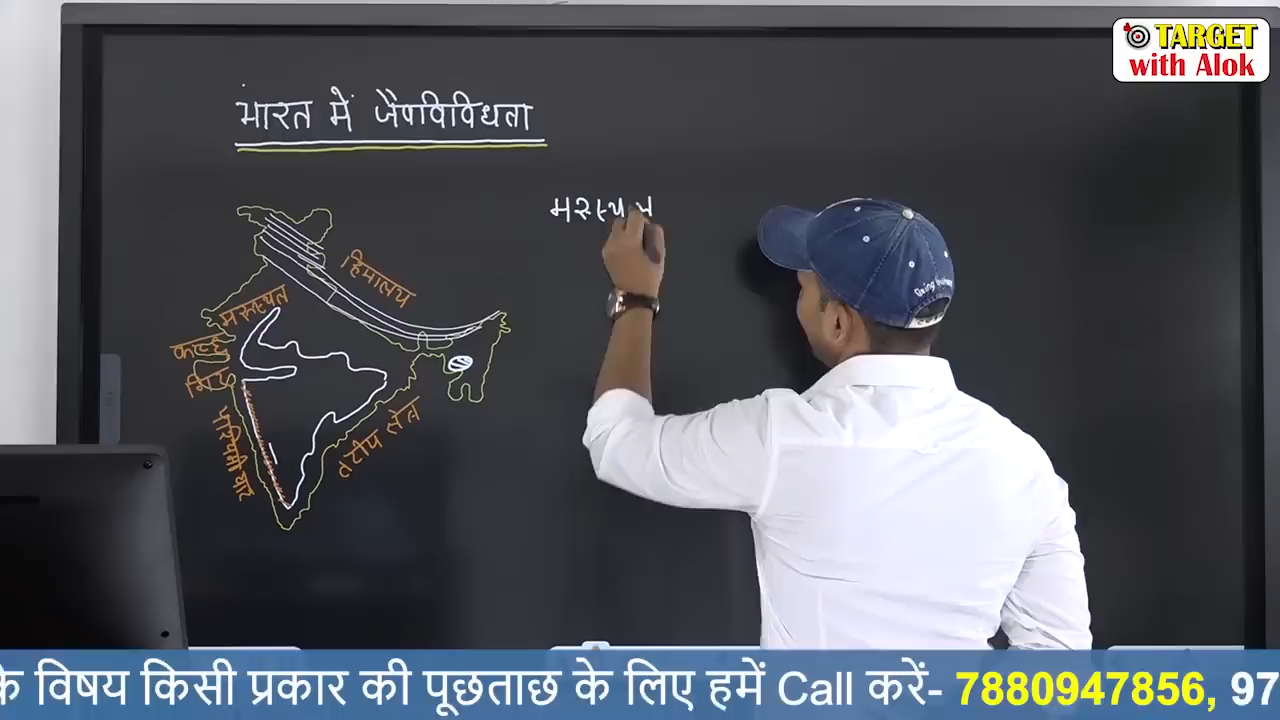 TARGET
with Alok
भारत में जैवविविधता
मरुस्थ
हिमालय
मरुस्थल
कच्छ
गिर
पश्चिमीघाट
तटीय क्षेत्र
के विषय किसी प्रकार की पूछताछ के लिए हमें Call करें- 7880947856, 97